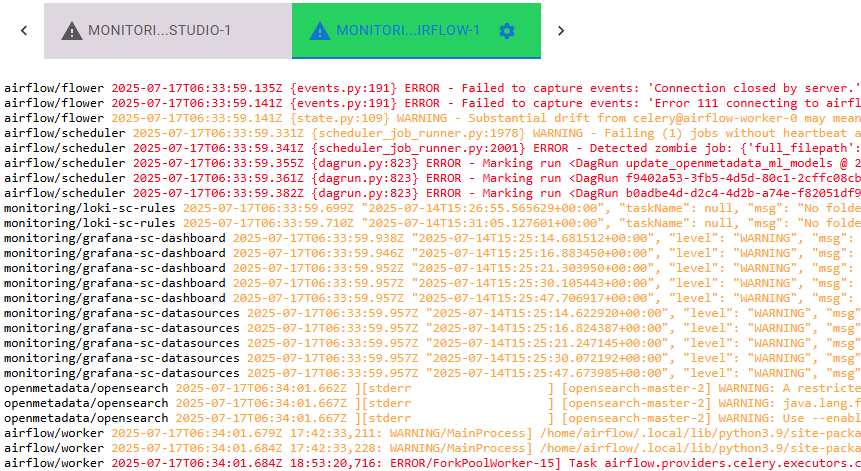 MONITORI...STUDIO-1
MONITORI...IRFLOW-1
airflow/flower 2025-07-17T06:33:59.135Z {events.py:191} ERROR - Failed to capture events: 'Connection closed by server.'
airflow/flower 2025-07-17T06:33:59.141Z {events.py:191} ERROR - Failed to capture events: 'Error 111 connecting to airfl
airflow/flower 2025-07-17T06:33:59.141Z {state.py:109} WARNING - Substantial drift from celery@airflow-worker-0 may mean
airflow/scheduler 2025-07-17T06:33:59.331Z {scheduler_job_runner.py:1978} WARNING - Failing (1) jobs without heartbeat a
airflow/scheduler 2025-07-17T06:33:59.341Z {scheduler_job_runner.py:2001} ERROR - Detected zombie job: {'full_filepath':
airflow/scheduler 2025-07-17T06:33:59.355Z {dagrun.py:823} ERROR - Marking run <DagRun update_openmetadata_ml_models @ 2
airflow/scheduler 2025-07-17T06:33:59.361Z {dagrun.py:823} ERROR - Marking run <DagRun f9402a53-3fb5-4d5d-80c1-2cffc08cb
airflow/scheduler 2025-07-17T06:33:59.382Z {dagrun.py:823} ERROR - Marking run <DagRun b0adbe4d-d2c4-4d2b-a74e-f82051df9
monitoring/loki-sc-rules 2025-07-17T06:33:59.699Z "2025-07-14T15:26:55.565629+00:00", "taskName": null, "msg": "No folde
monitoring/loki-sc-rules 2025-07-17T06:33:59.710Z "2025-07-14T15:31:05.127601+00:00", "taskName": null, "msg": "No folde
monitoring/grafana-sc-dashboard 2025-07-17T06:33:59.938Z "2025-07-14T15:25:14.681512+00:00", "level": "WARNING", "msg":
monitoring/grafana-sc-dashboard 2025-07-17T06:33:59.946Z "2025-07-14T15:25:16.883450+00:00", "level": "WARNING", "msg":
monitoring/grafana-sc-dashboard 2025-07-17T06:33:59.952Z "2025-07-14T15:25:21.303950+00:00", "level": "WARNING", "msg":
monitoring/grafana-sc-dashboard 2025-07-17T06:33:59.957Z "2025-07-14T15:25:30.105443+00:00", "level": "WARNING", "msg":
monitoring/grafana-sc-dashboard 2025-07-17T06:33:59.957Z "2025-07-14T15:25:47.706917+00:00", "level": "WARNING", "msg":
monitoring/grafana-sc-datasources 2025-07-17T06:33:59.957Z "2025-07-14T15:25:14.622920+00:00", "level": "WARNING", "msg"
monitoring/grafana-sc-datasources 2025-07-17T06:33:59.957Z "2025-07-14T15:25:16.824387+00:00", "level": "WARNING", "msg"
monitoring/grafana-sc-datasources 2025-07-17T06:33:59.957Z "2025-07-14T15:25:21.247145+00:00", "level": "WARNING", "msg"
monitoring/grafana-sc-datasources 2025-07-17T06:33:59.957Z "2025-07-14T15:25:30.072192+00:00", "level": "WARNING", "msg"
monitoring/grafana-sc-datasources 2025-07-17T06:33:59.957Z "2025-07-14T15:25:47.673985+00:00", "level": "WARNING", "msg"
openmetadata/opensearch 2025-07-17T06:34:01.662Z ][stderr ] [opensearch-master-2] WARNING: A restricte
openmetadata/opensearch 2025-07-17T06:34:01.667Z ][stderr ] [opensearch-master-2] WARNING: java.lang.f
openmetadata/opensearch 2025-07-17T06:34:01.667Z ][stderr ] [opensearch-master-2] WARNING: Use --enabl
airflow/worker 2025-07-17T06:34:01.679Z 17:42:33,211: WARNING/MainProcess] /home/airflow/.local/lib/python3.9/site-packa
airflow/worker 2025-07-17T06:34:01.684Z 17:42:33,228: WARNING/MainProcess] /home/airflow/.local/lib/python3.9/site-packa
airflow/worker 2025-07-17T06:34:01.684Z 18:53:20,716: ERROR/ForkPoolWorker-15] Task airflow.providers.celery.executors.